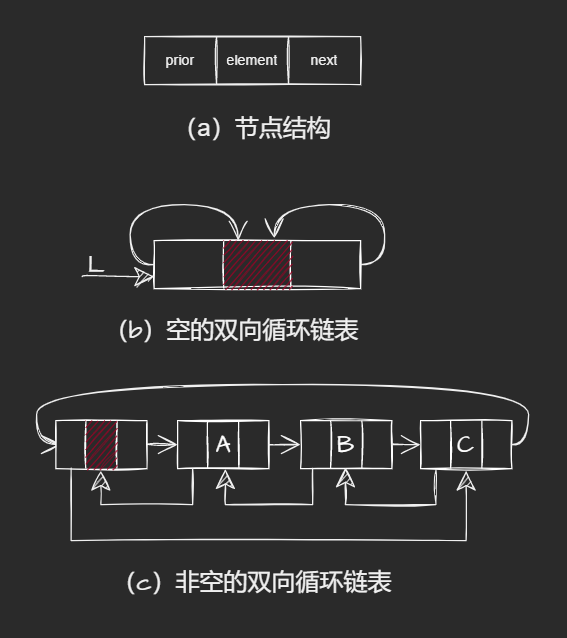 prior element next
（a）节点结构
L
（b）空的双向循环链表
A B C
（c）非空的双向循环链表